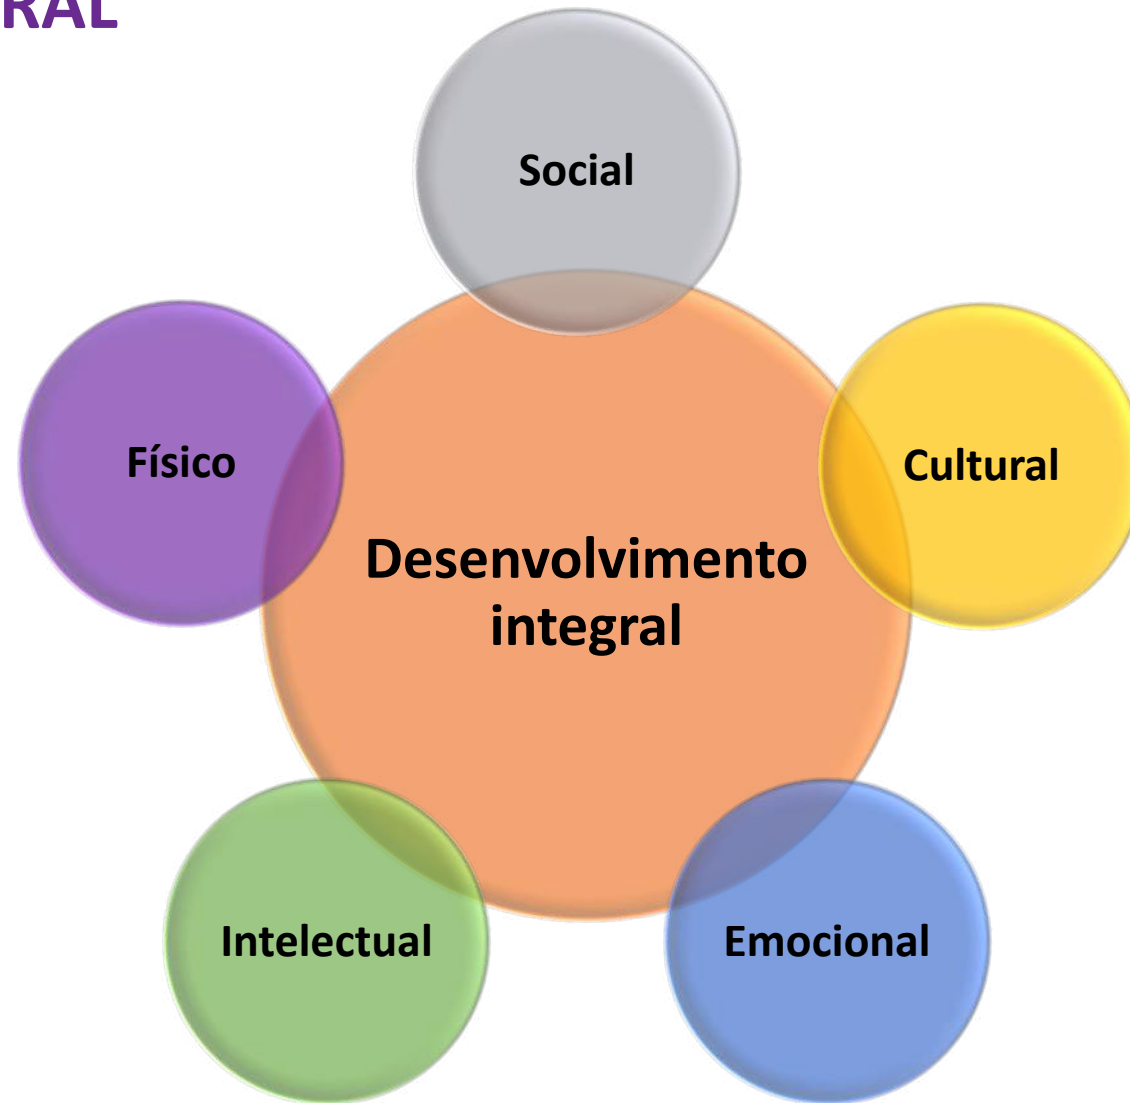 RAL
Social
Físico
Cultural
Desenvolvimento
integral
Intelectual
Emocional